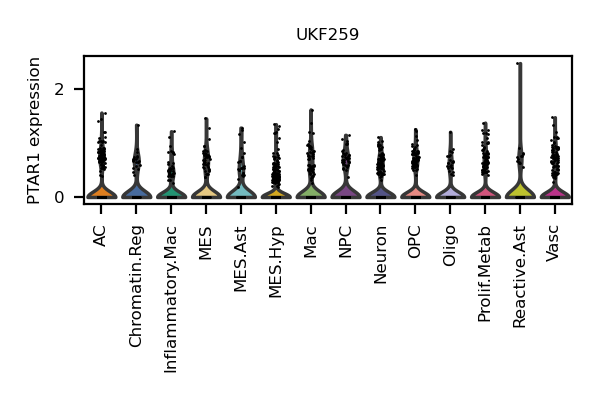 UKF259
PTAR1 expression
2
0
AC
Chromatin.Reg
Inflammatory.Mac
MES
MES.Ast
MES.Hyp
Mac
NPC
Neuron
OPC
Oligo
Prolif.Metab
Reactive.Ast
Vasc